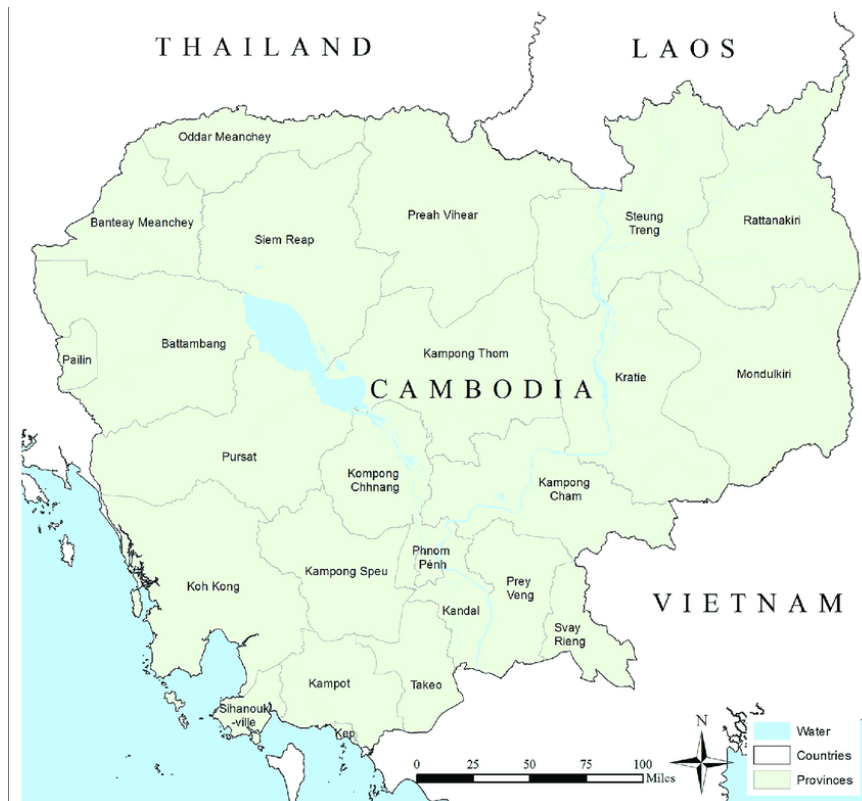 THAILAND
LAOS
Oddar Meanchey
Banteay Meanchey
Siem Reap
Preah Vihear
Steung
Treng
Rattanakiri
Pailin
Battambang
Kampong Thom
CAMBODIA
Kratie
Mondulkiri
Pursat
Kompong
Chhnang
Kampong
Cham
Koh Kong
Kampong Speu
Phnom
Pénh
Prey
Veng
Kandal
Svay
Rieng
VIETNAM
Sihanouk
-ville
Kampot
Takeo
Kep
N
0 25 50 75 100
Miles
Water
Countries
Provinces